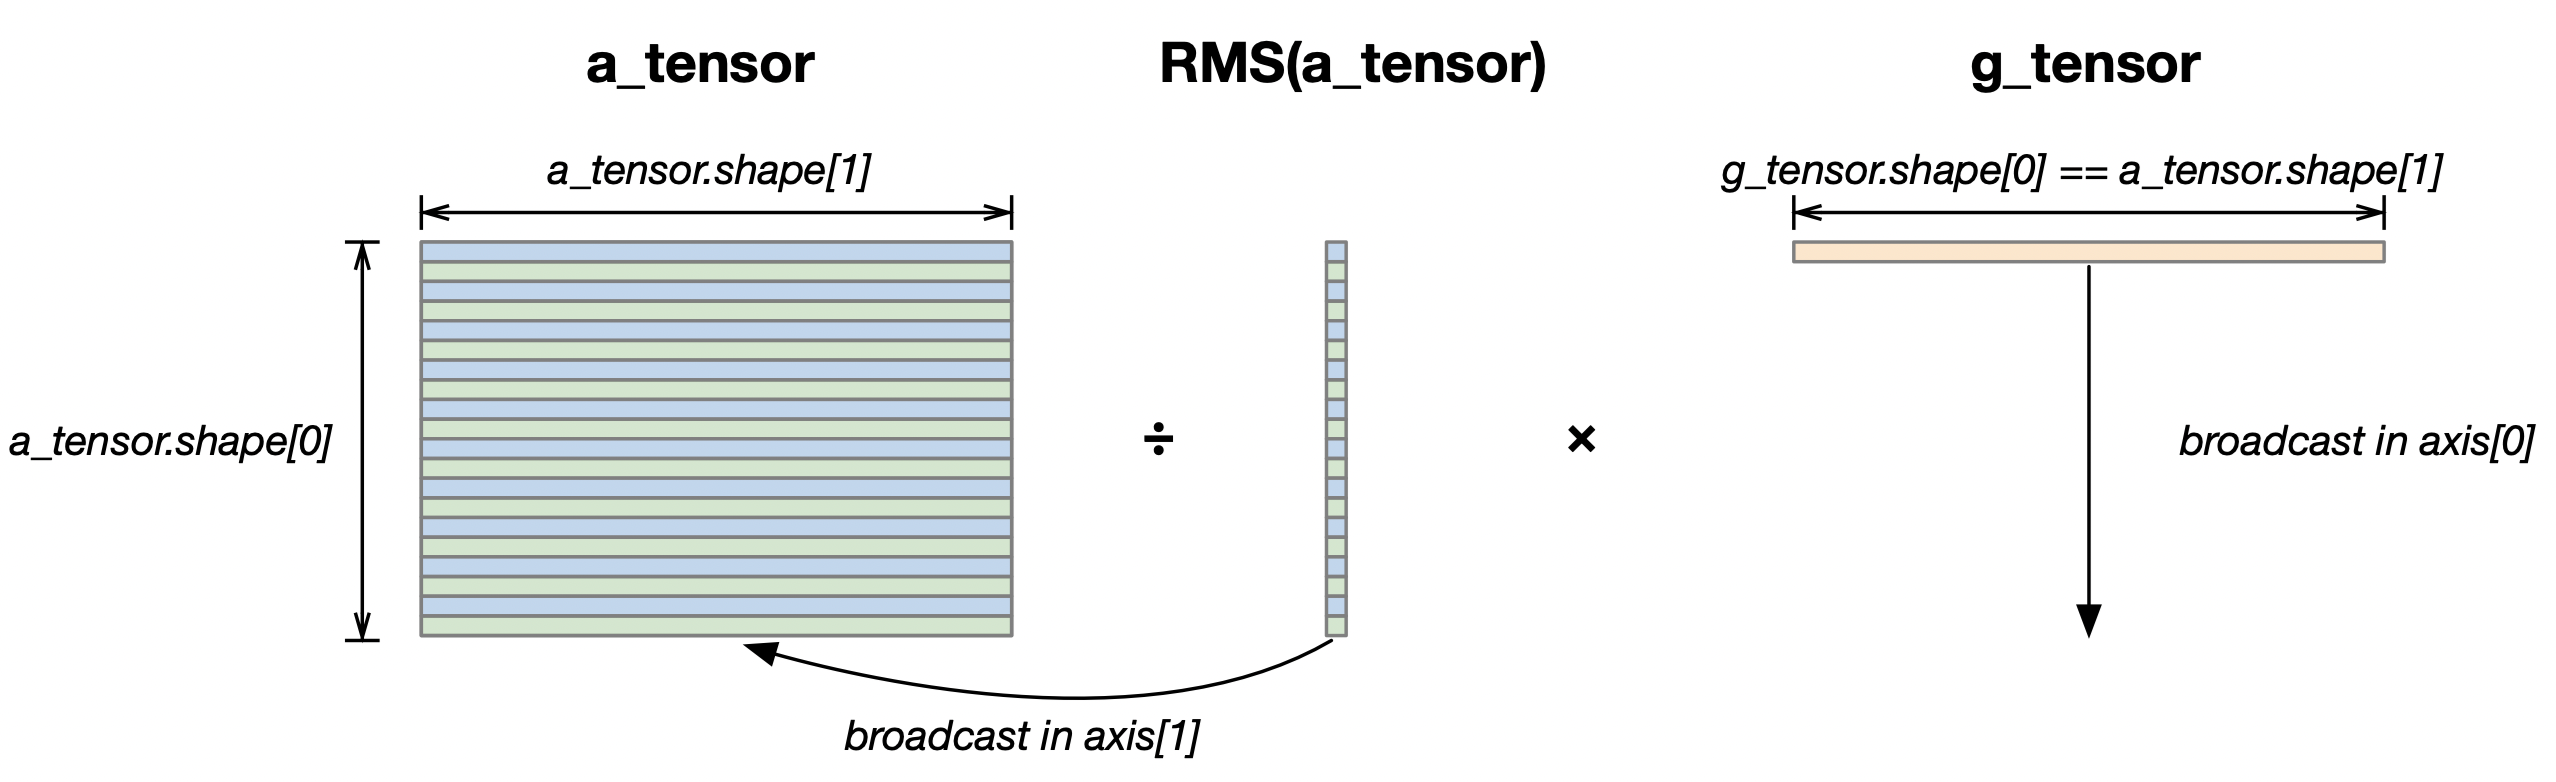 a_tensor
RMS(a_tensor)
g_tensor
a_tensor.shape[1]
g_tensor.shape[0] == a_tensor.shape[1]
a_tensor.shape[0]
÷
×
broadcast in axis[0]
broadcast in axis[1]